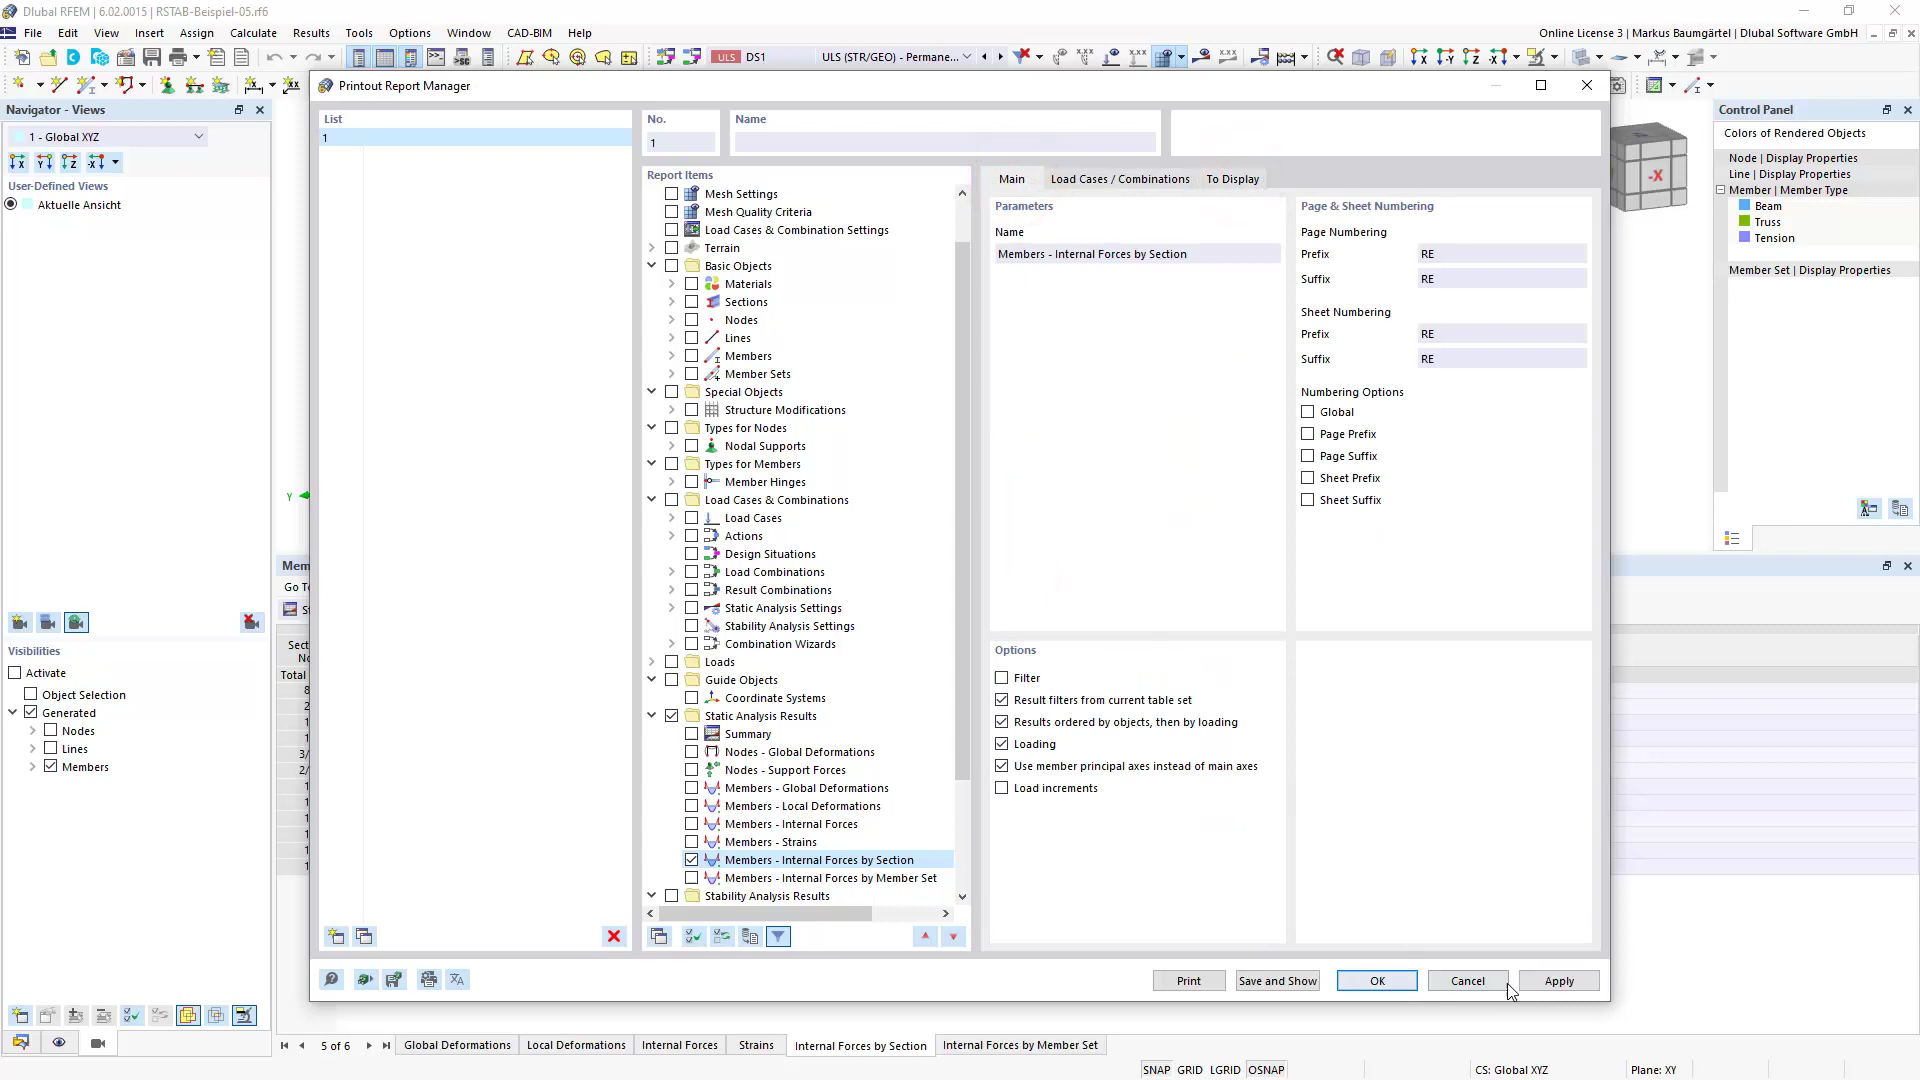 Dlubal RFEM | 6.02.0015 | RSTAB-Beispiel-05.rf6
File Edit View Insert Assign Calculate Results Tools Options Window CAD-BIM Help
Online License 3 | Markus Baumgärtel | Dlubal Software GmbH
ULS DS1 ULS (STR/GEO) - Permane...
Navigator - Views
1 - Global XYZ
User-Defined Views
Aktuelle Ansicht
Visibilities
Activate
Object Selection
Generated
Nodes
Lines
Members
Printout Report Manager
List
1
No.
1
Name
Report Items
Mesh Settings
Mesh Quality Criteria
Load Cases & Combination Settings
Terrain
Basic Objects
Materials
Sections
Nodes
Lines
Members
Member Sets
Special Objects
Structure Modifications
Types for Nodes
Nodal Supports
Types for Members
Member Hinges
Load Cases & Combinations
Load Cases
Actions
Design Situations
Load Combinations
Result Combinations
Static Analysis Settings
Stability Analysis Settings
Combination Wizards
Loads
Guide Objects
Coordinate Systems
Static Analysis Results
Summary
Nodes - Global Deformations
Nodes - Support Forces
Members - Global Deformations
Members - Local Deformations
Members - Internal Forces
Members - Strains
Members - Internal Forces by Section
Members - Internal Forces by Member Set
Stability Analysis Results
Main Load Cases / Combinations To Display
Parameters
Name
Members - Internal Forces by Section
Page & Sheet Numbering
Page Numbering
Prefix RE
Suffix RE
Sheet Numbering
Prefix RE
Suffix RE
Numbering Options
Global
Page Prefix
Page Suffix
Sheet Prefix
Sheet Suffix
Options
Filter
Result filters from current table set
Results ordered by objects, then by loading
Loading
Use member principal axes instead of main axes
Load increments
Print Save and Show OK Cancel Apply
Control Panel
Colors of Rendered Objects
Node | Display Properties
Line | Display Properties
Member | Member Type
Beam
Truss
Tension
Member Set | Display Properties
-X
Y
Mem
Go T
Sect
Total
5 of 6 Global Deformations Local Deformations Internal Forces Strains Internal Forces by Section Internal Forces by Member Set
SNAP GRID LGRID OSNAP CS: Global XYZ Plane: XY